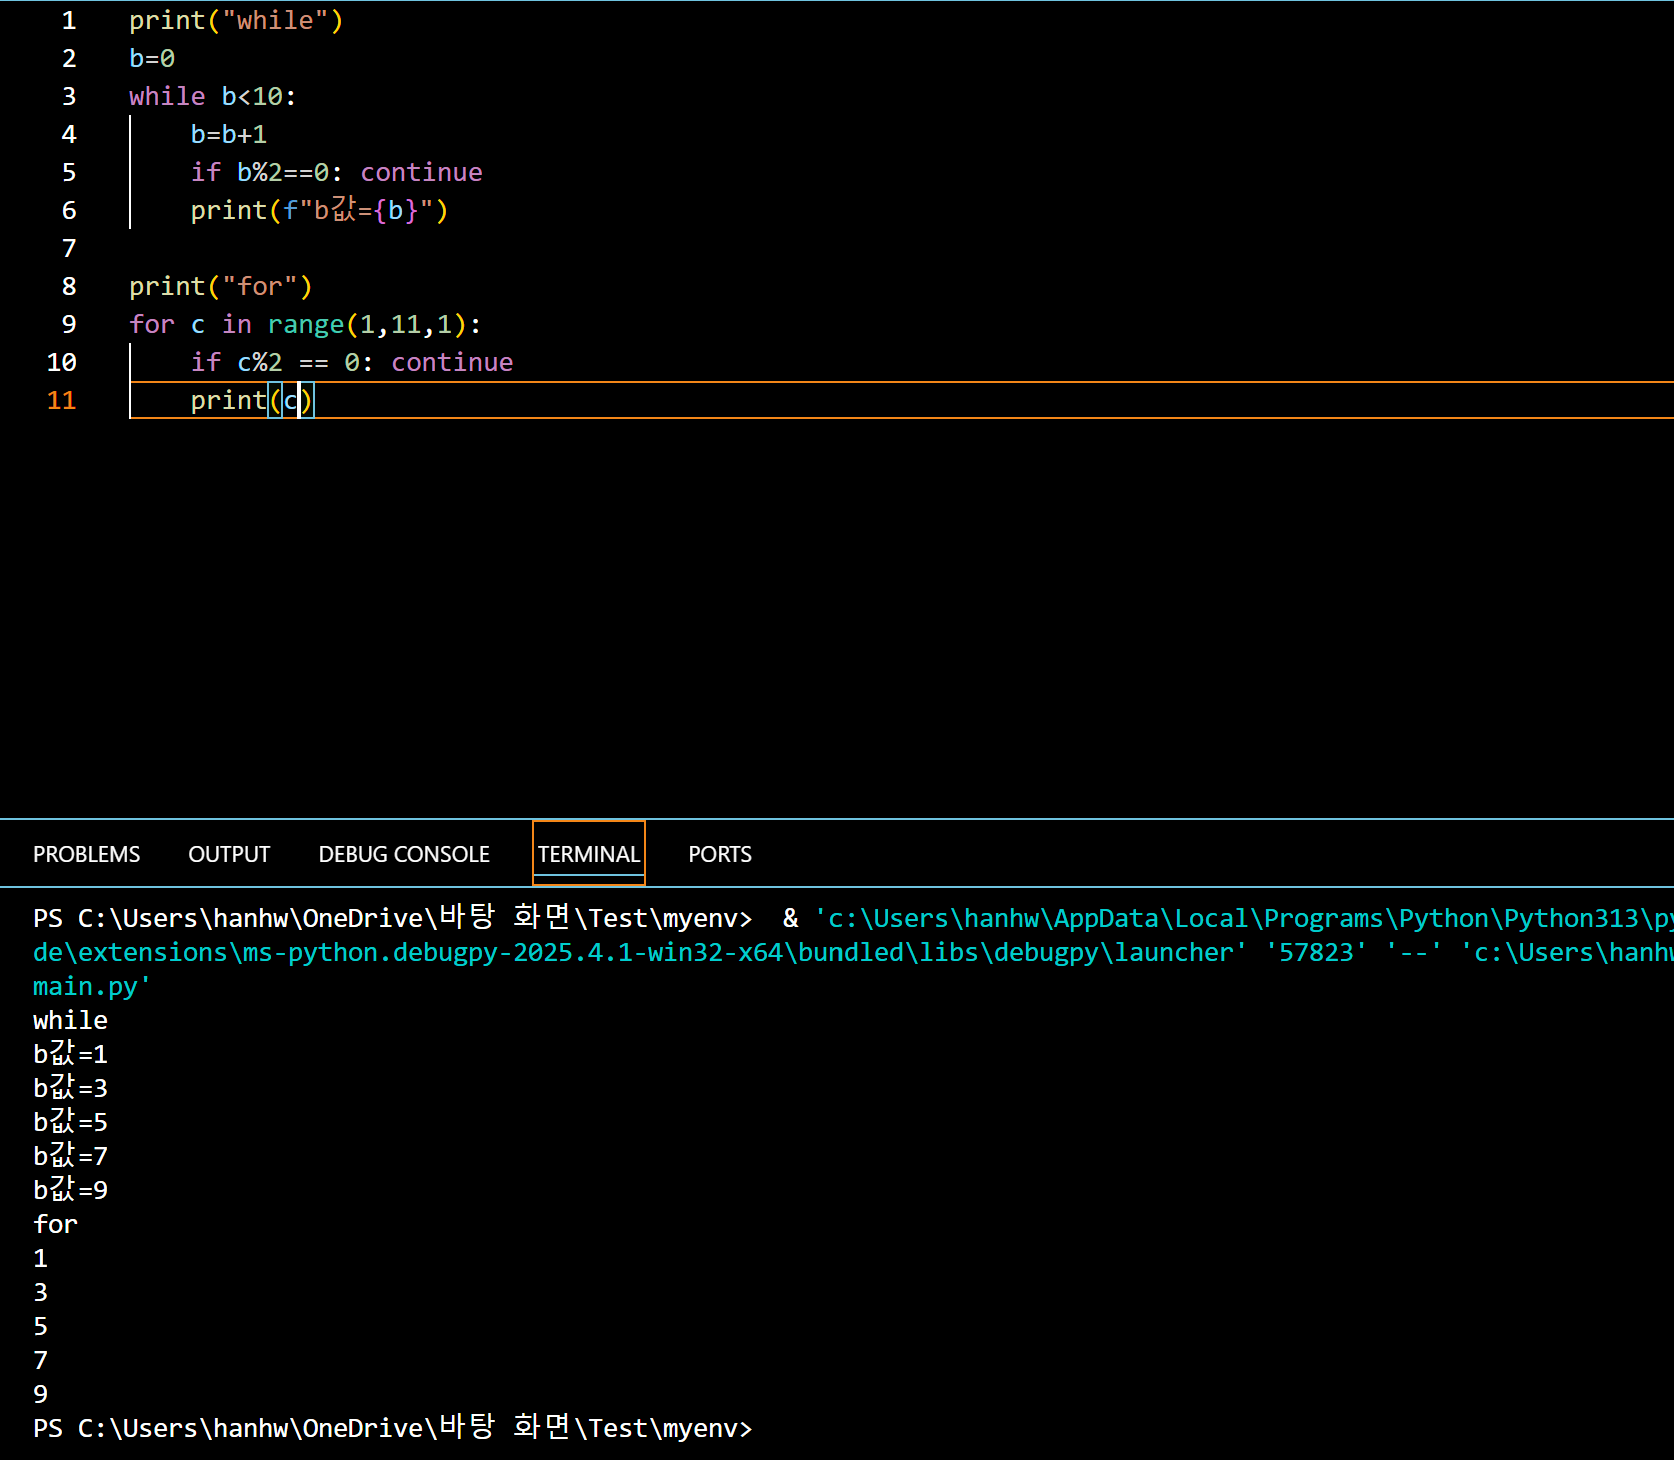 1 print("while")
2 b=0
3 while b<10:
4     b=b+1
5     if b%2==0: continue
6     print(f"b값={b}")
7
8 print("for")
9 for c in range(1,11,1):
10     if c%2 == 0: continue
11     print(c)
PROBLEMS OUTPUT DEBUG CONSOLE TERMINAL PORTS
PS C:\Users\hanhw\OneDrive\바탕 화면\Test\myenv>  & 'c:\Users\hanhw\AppData\Local\Programs\Python\Python313\py
de\extensions\ms-python.debugpy-2025.4.1-win32-x64\bundled\libs\debugpy\launcher' '57823' '--' 'c:\Users\hanhw
main.py'
while
b값=1
b값=3
b값=5
b값=7
b값=9
for
1
3
5
7
9
PS C:\Users\hanhw\OneDrive\바탕 화면\Test\myenv>